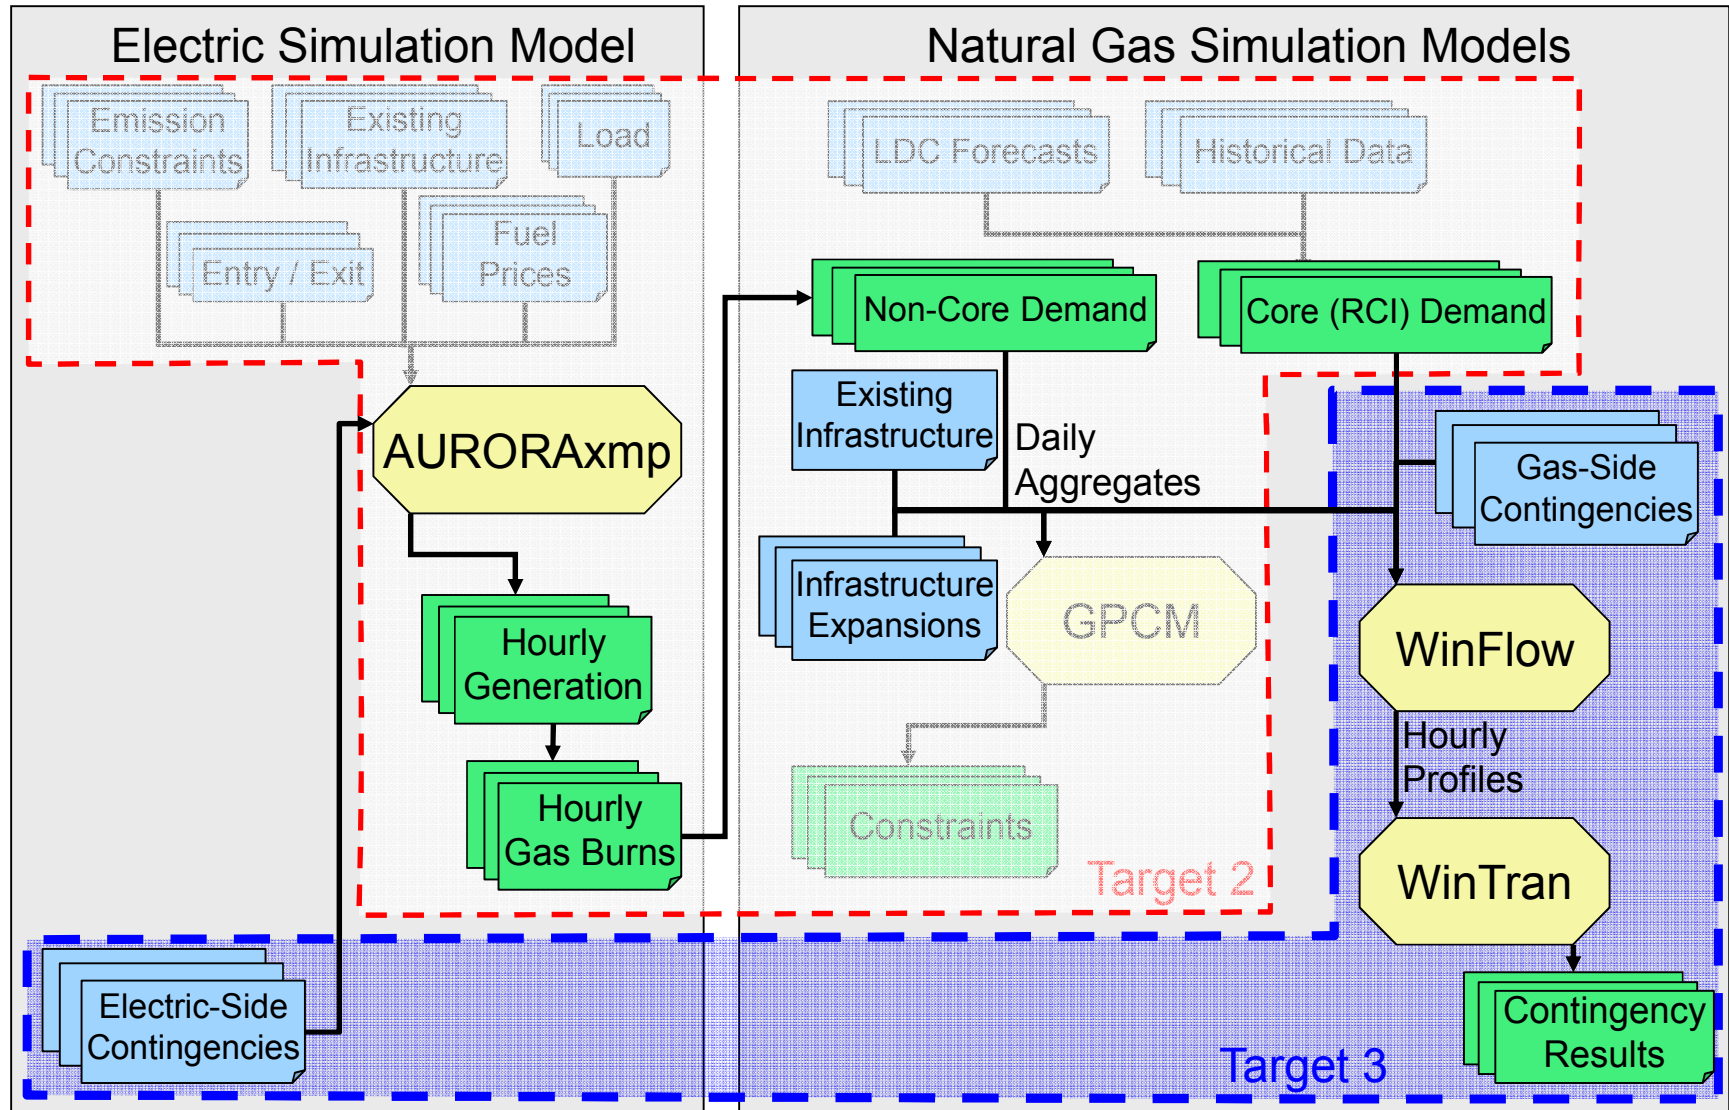 Electric Simulation Model
Natural Gas Simulation Models
Emission
Constraints
Existing
Infrastructure
Load
Entry / Exit
Fuel
Prices
LDC Forecasts
Historical Data
Non-Core Demand
Core (RCI) Demand
AURORAxmp
Existing
Infrastructure
Daily
Aggregates
Gas-Side
Contingencies
Infrastructure
Expansions
GPCM
WinFlow
Hourly
Generation
Hourly
Profiles
Hourly
Gas Burns
Constraints
Target 2
WinTran
Electric-Side
Contingencies
Contingency
Results
Target 3